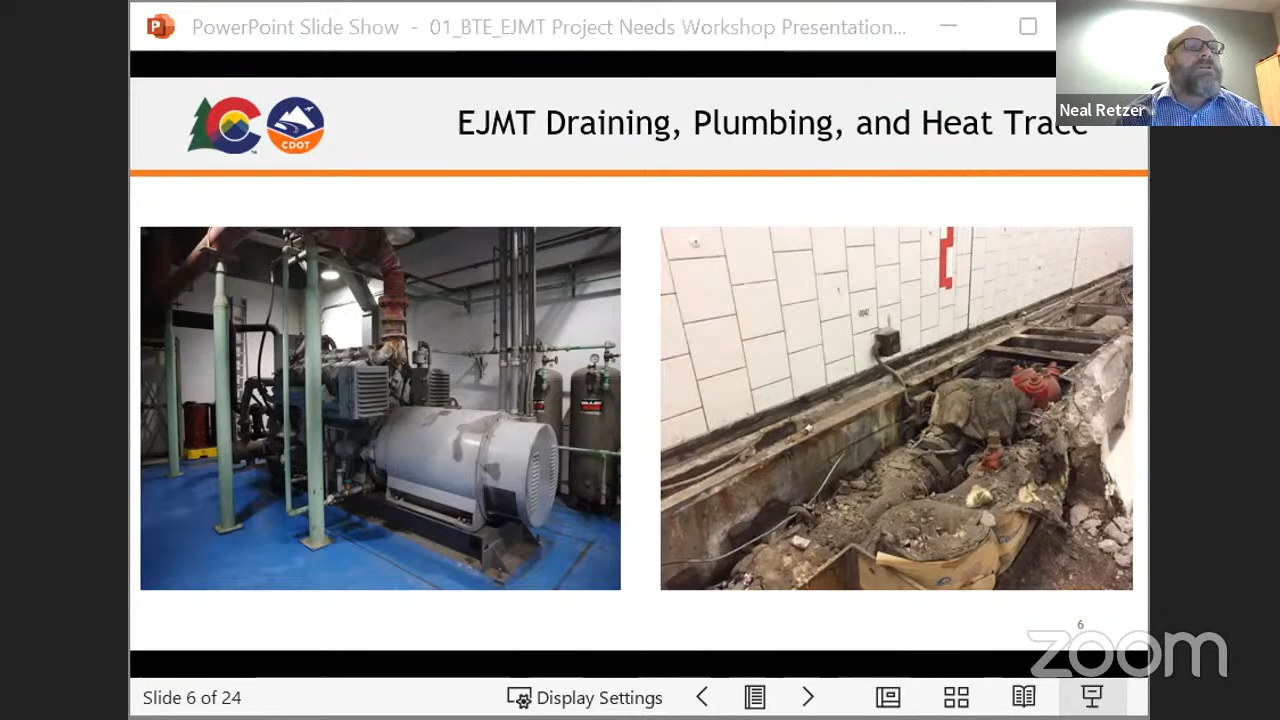 PowerPoint Slide Show - 01_BTE_EJMT Project Needs Workshop Presentation...
Neal Retzer
EJMT Draining, Plumbing, and Heat Trace
CDOT
0042
6
zoom
Slide 6 of 24
Display Settings